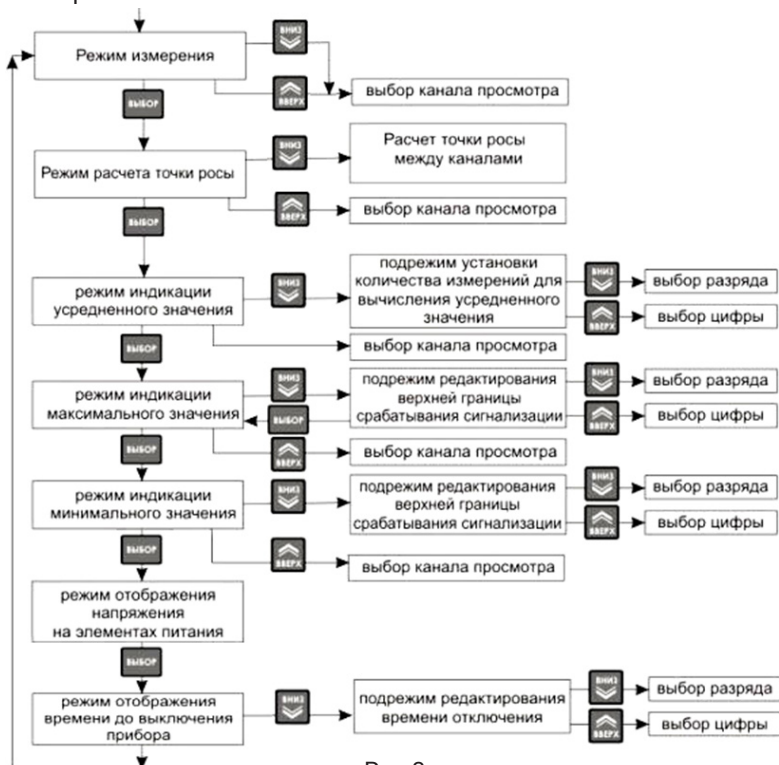 Режим измерения
ВНИЗ
ВВЕРХ
выбор канала просмотра
ВЫБОР
Режим расчета точки росы
ВНИЗ
Расчет точки росы
между каналами
ВВЕРХ
выбор канала просмотра
ВЫБОР
режим индикации
усредненного значения
ВНИЗ
подрежим установки
количества измерений для
вычисления усредненного
значения
ВНИЗ
выбор разряда
ВВЕРХ
выбор цифры
выбор канала просмотра
ВЫБОР
режим индикации
максимального значения
ВНИЗ
ВЫБОР
подрежим редактирования
верхней границы
срабатывания сигнализации
ВНИЗ
выбор разряда
ВВЕРХ
выбор цифры
ВВЕРХ
выбор канала просмотра
ВЫБОР
режим индикации
минимального значения
ВНИЗ
подрежим редактирования
верхней границы
срабатывания сигнализации
ВНИЗ
выбор разряда
ВВЕРХ
выбор цифры
ВВЕРХ
выбор канала просмотра
ВЫБОР
режим отображения
напряжения
на элементах питания
ВЫБОР
режим отображения
времени до выключения
прибора
ВНИЗ
подрежим редактирования
времени отключения
ВНИЗ
выбор разряда
ВВЕРХ
выбор цифры